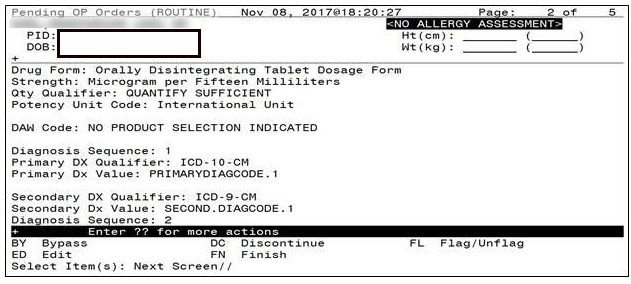 Pending OP Orders (ROUTINE)    Nov 08, 2017@18:20:27    Page:    2 of    5
<NO ALLERGY ASSESSMENT>
PID:    Ht(cm): ______ (______)
DOB:    Wt(kg): ______ (______)
+
Drug Form: Orally Disintegrating Tablet Dosage Form
Strength: Microgram per Fifteen Milliliters
Qty Qualifier: QUANTIFY SUFFICIENT
Potency Unit Code: International Unit
DAW Code: NO PRODUCT SELECTION INDICATED
Diagnosis Sequence: 1
Primary DX Qualifier: ICD-10-CM
Primary Dx Value: PRIMARYDIAGCODE.1
Secondary DX Qualifier: ICD-9-CM
Secondary Dx Value: SECOND.DIAGCODE.1
Diagnosis Sequence: 2
+    Enter ?? for more actions
BY  Bypass    DC  Discontinue    FL  Flag/Unflag
ED  Edit    FN  Finish
Select Item(s): Next Screen//